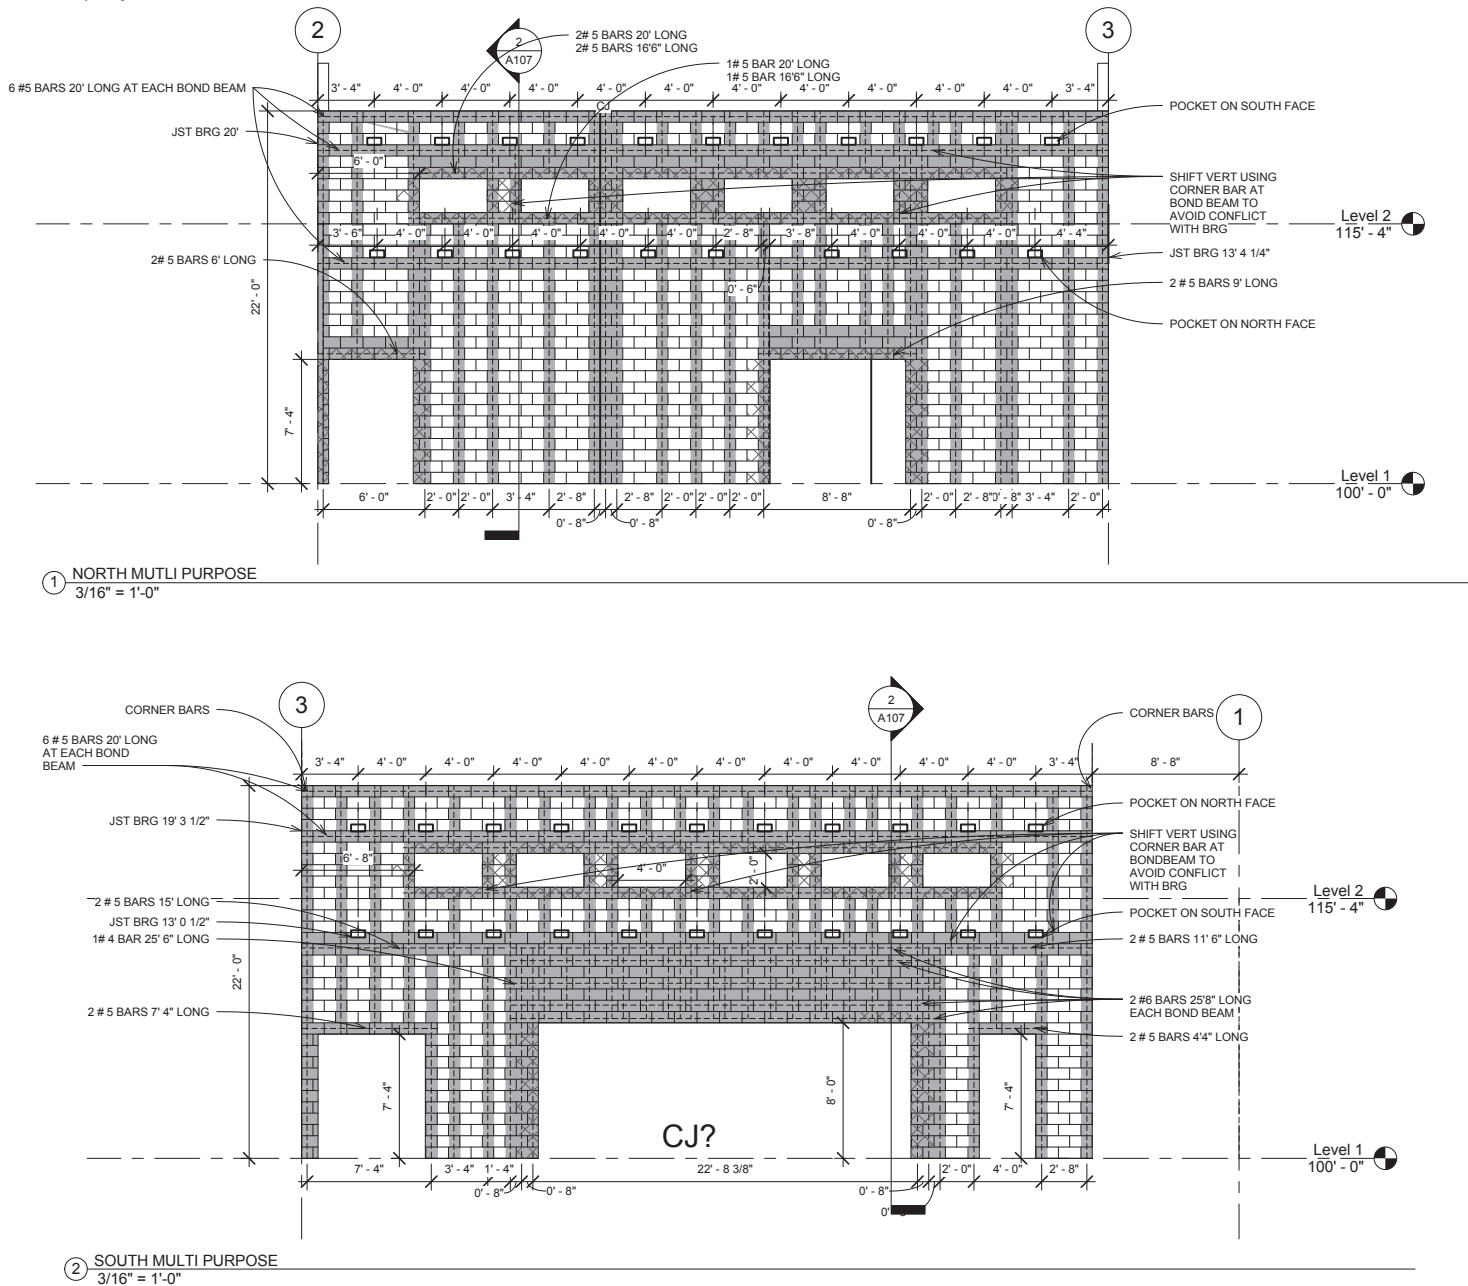 2
3
2
A107
2# 5 BARS 20' LONG
2# 5 BARS 16'6" LONG
1# 5 BAR 20' LONG
1# 5 BAR 16'6" LONG
6 #5 BARS 20' LONG AT EACH BOND BEAM
3' - 4" 4' - 0" 4' - 0" 4' - 0" 4' - 0" 4' - 0" 4' - 0" 4' - 0" 4' - 0" 4' - 0" 4' - 0" 3' - 4"
CJ
POCKET ON SOUTH FACE
JST BRG 20'
6' - 0"
SHIFT VERT USING
CORNER BAR AT
BOND BEAM TO
AVOID CONFLICT
WITH BRG
Level 2
115' - 4"
3' - 6" 4' - 0" 4' - 0" 4' - 0" 4' - 0" 4' - 0" 2' - 8" 3' - 8" 4' - 0" 4' - 0" 4' - 0" 4' - 4"
JST BRG 13' 4 1/4"
2# 5 BARS 6' LONG
0' - 6"
2 # 5 BARS 9' LONG
22' - 0"
POCKET ON NORTH FACE
7' - 4"
Level 1
100' - 0"
6' - 0" 2' - 0" 2' - 0" 3' - 4" 2' - 8" 2' - 8" 2' - 0" 2' - 0" 2' - 0" 8' - 8" 2' - 0" 2' - 8" 0' - 8" 3' - 4" 2' - 0"
0' - 8" 0' - 8" 0' - 8"
1 NORTH MUTLI PURPOSE
3/16" = 1'-0"
3
2
A107
1
CORNER BARS
CORNER BARS
6 # 5 BARS 20' LONG
AT EACH BOND
BEAM
3' - 4" 4' - 0" 4' - 0" 4' - 0" 4' - 0" 4' - 0" 4' - 0" 4' - 0" 4' - 0" 4' - 0" 4' - 0" 3' - 4" 8' - 8"
POCKET ON NORTH FACE
JST BRG 19' 3 1/2"
SHIFT VERT USING
CORNER BAR AT
BONDBEAM TO
AVOID CONFLICT
WITH BRG
6' - 8"
4' - 0"
2' - 0"
Level 2
115' - 4"
2 # 5 BARS 15' LONG
JST BRG 13' 0 1/2"
POCKET ON SOUTH FACE
1# 4 BAR 25' 6" LONG
2 # 5 BARS 11' 6" LONG
22' - 0"
2 #6 BARS 25'8" LONG
EACH BOND BEAM
2 # 5 BARS 7' 4" LONG
2 # 5 BARS 4'4" LONG
7' - 4"
8' - 0"
7' - 4"
CJ?
Level 1
100' - 0"
7' - 4" 3' - 4" 1' - 4" 22' - 8 3/8" 2' - 0" 4' - 0" 2' - 8"
0' - 8" 0' - 8" 0' - 8"
2 SOUTH MULTI PURPOSE
3/16" = 1'-0"